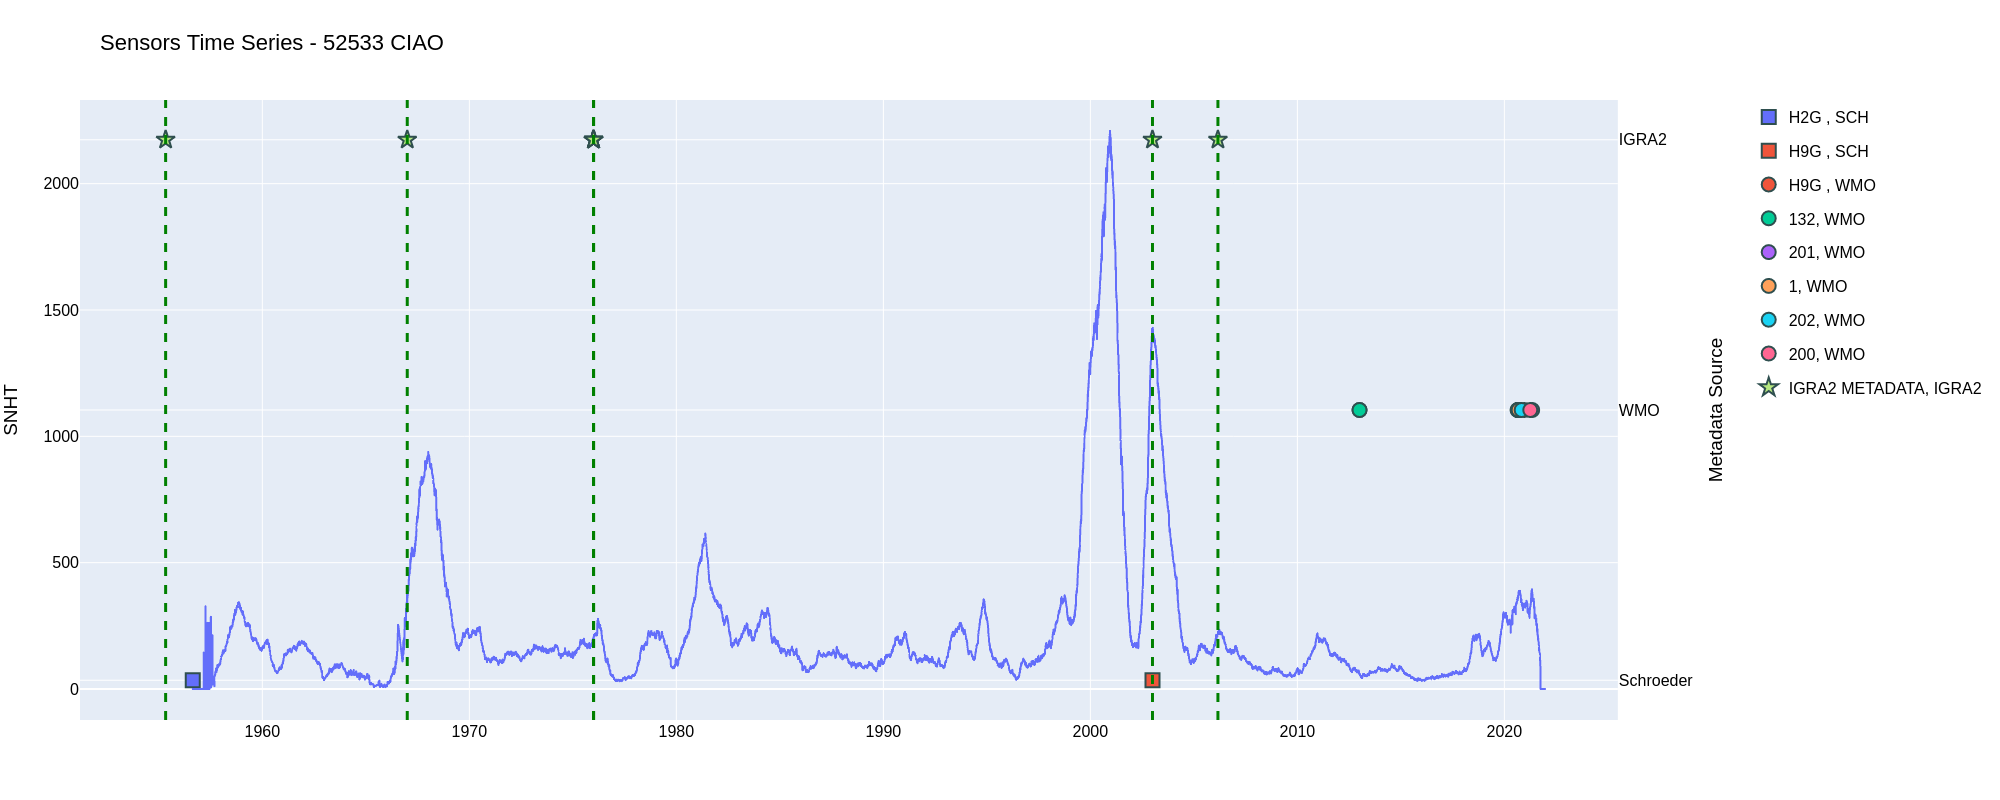 Sensors Time Series - 52533 CIAO
SNHT
2000
1500
1000
500
0
1960
1970
1980
1990
2000
2010
2020
IGRA2
WMO
Schroeder
Metadata Source
H2G , SCH
H9G , SCH
H9G , WMO
132, WMO
201, WMO
1, WMO
202, WMO
200, WMO
IGRA2 METADATA, IGRA2